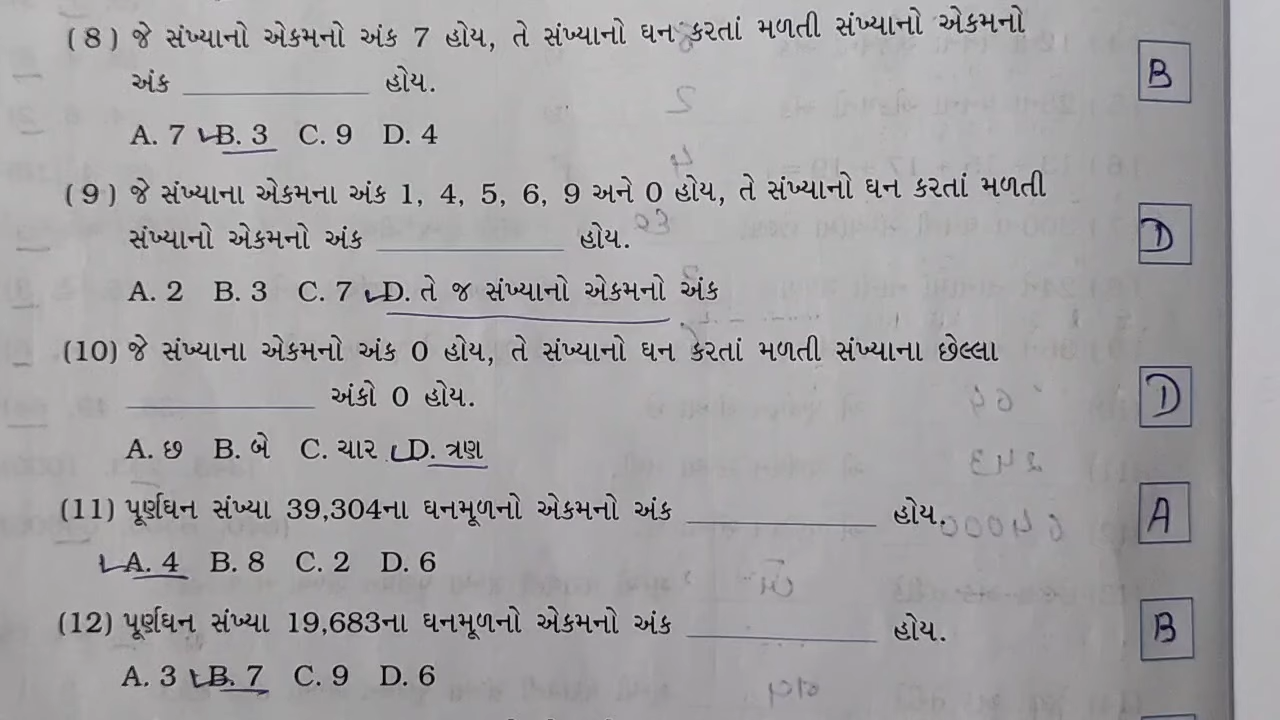 (8) જે સંખ્યાનો એકમનો અંક 7 હોય, તે સંખ્યાનો ઘન કરતાં મળતી સંખ્યાનો એકમનો
અંક ____________ હોય.
B
A. 7 B. 3 C. 9 D. 4
(9) જે સંખ્યાના એકમના અંક 1, 4, 5, 6, 9 અને 0 હોય, તે સંખ્યાનો ઘન કરતાં મળતી
સંખ્યાનો એકમનો અંક ____________ હોય.
D
A. 2 B. 3 C. 7 D. તે જ સંખ્યાનો એકમનો અંક
(10) જે સંખ્યાના એકમનો અંક 0 હોય, તે સંખ્યાનો ઘન કરતાં મળતી સંખ્યાના છેલ્લા
____________ અંકો 0 હોય.
D
A. છ B. બે C. ચાર D. ત્રણ
(11) પૂર્ણઘન સંખ્યા 39,304ના ઘનમૂળનો એકમનો અંક ____________ હોય.
A
A. 4 B. 8 C. 2 D. 6
(12) પૂર્ણઘન સંખ્યા 19,683ના ઘનમૂળનો એકમનો અંક ____________ હોય.
B
A. 3 B. 7 C. 9 D. 6